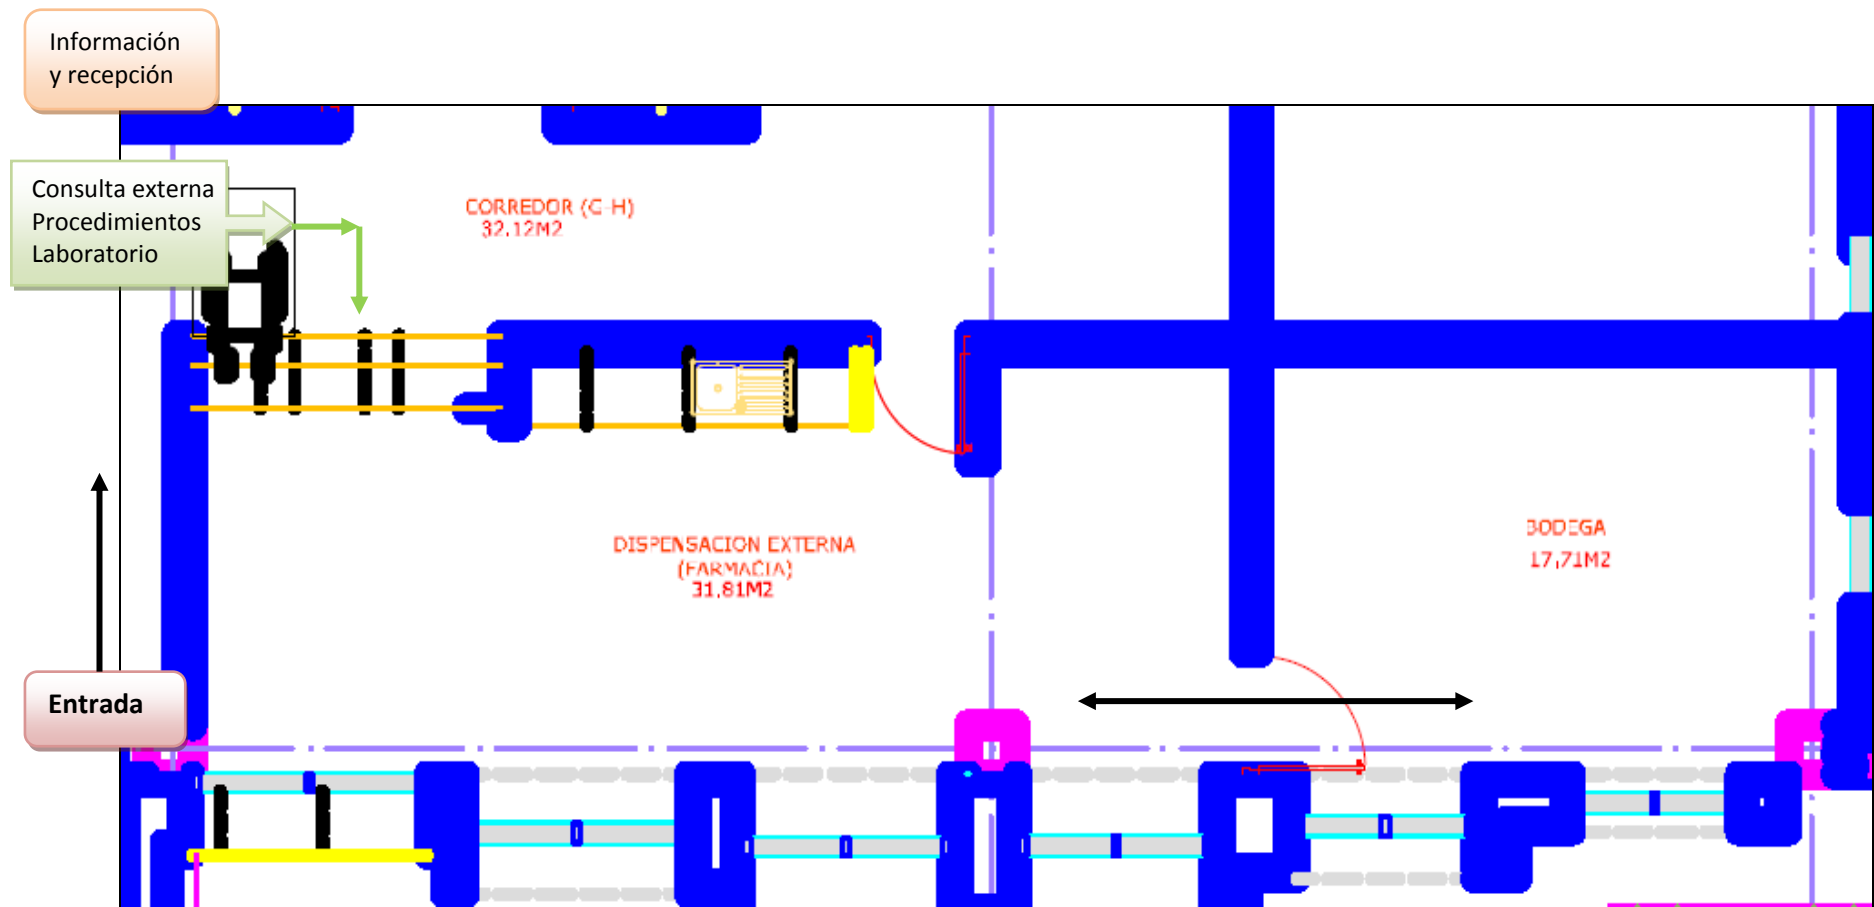 Información
y recepción
Consulta externa
Procedimientos
Laboratorio
CORREDOR (C-H)
32.12M2
DISPENSACION EXTERNA
(FARMACIA)
31.81M2
BODEGA
17,71M2
Entrada